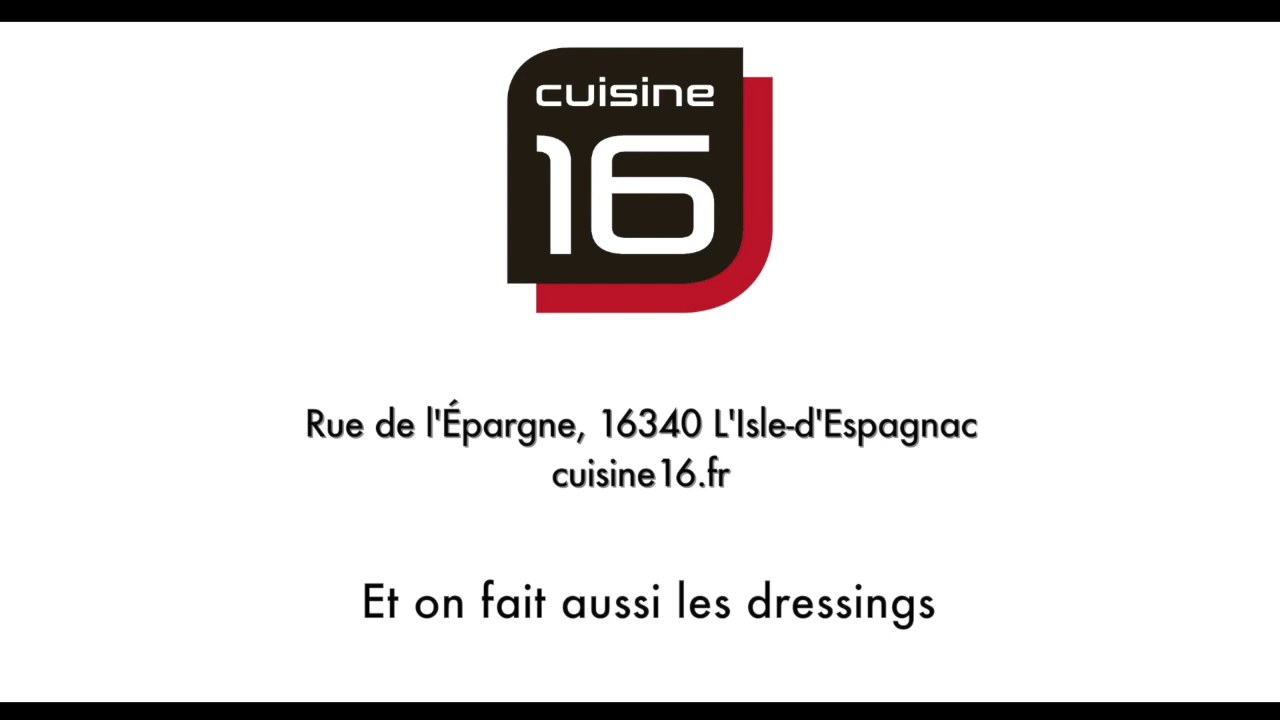 cuisine
16
Rue de l'Épargne, 16340 L'Isle-d'Espagnac
cuisine16.fr
Et on fait aussi les dressings